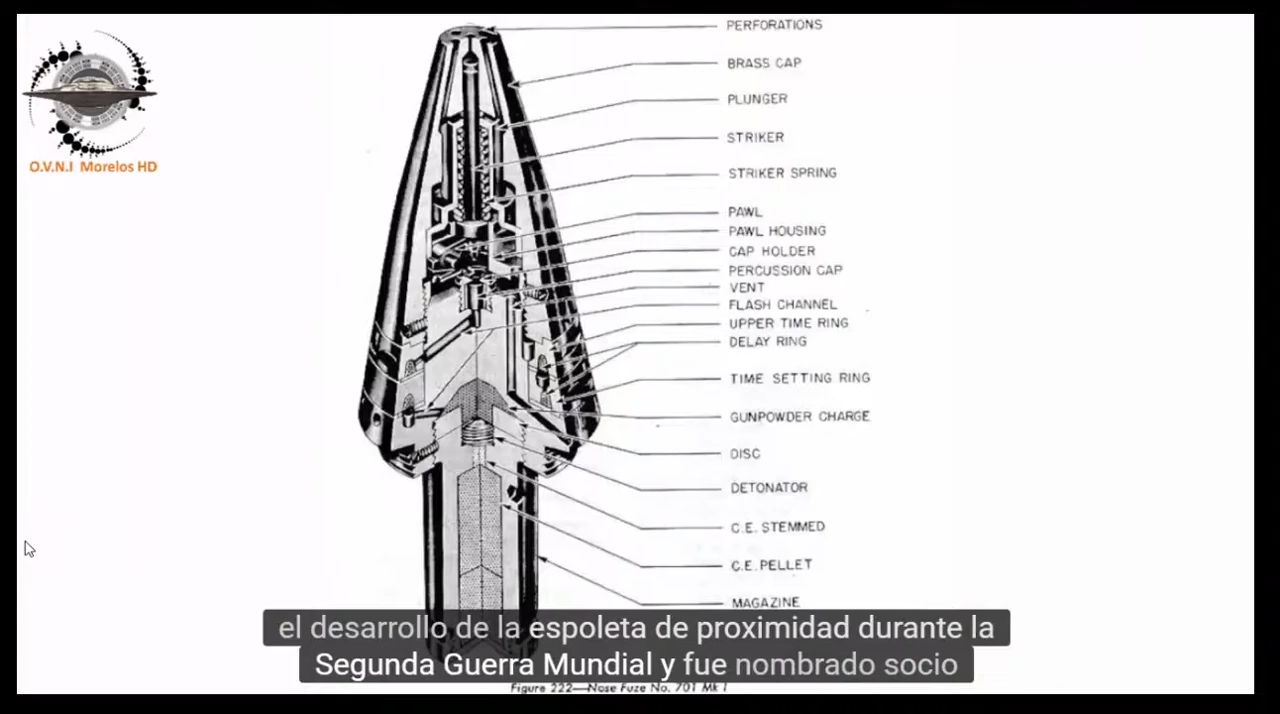 PERFORATIONS
BRASS CAP
PLUNGER
STRIKER
STRIKER SPRING
PAWL
PAWL HOUSING
CAP HOLDER
PERCUSSION CAP
VENT
FLASH CHANNEL
UPPER TIME RING
DELAY RING
TIME SETTING RING
GUNPOWDER CHARGE
DISC
DETONATOR
C.E. STEMMED
C.E. PELLET
MAGAZINE
O.V.N.I Morelos HD
el desarrollo de la espoleta de proximidad durante la
Segunda Guerra Mundial y fue nombrado socio
Figure 222—Nose Fuze No. 701 Mk I